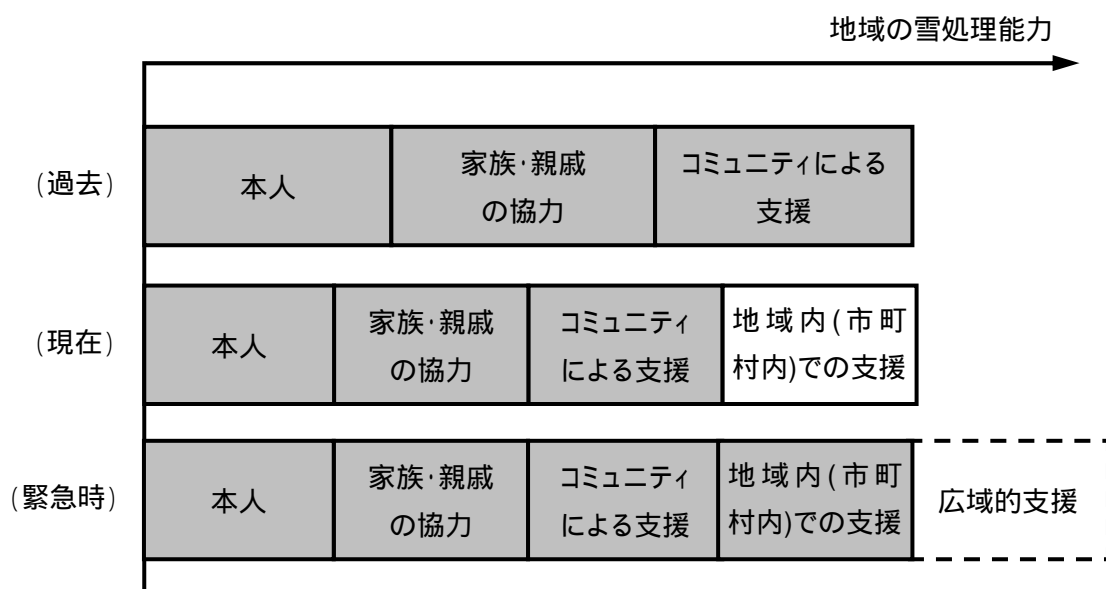 地域の雪処理能力
(過去)
本人
家族・親戚
の協力
コミュニティによる
支援
(現在)
本人
家族・親戚
の協力
コミュニティ
による支援
地域内(市町
村内)での支援
(緊急時)
本人
家族・親戚
の協力
コミュニティ
による支援
地域内(市町
村内)での支援
広域的支援